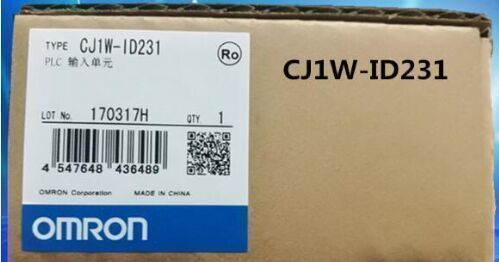 TYPE CJ1W-ID231
PLC 输入单元
Ro
CJ1W-ID231
LOT No. 170317H QTY. 1
4 547648 436489
OMRON Corporation MADE IN CHINA
OMRON